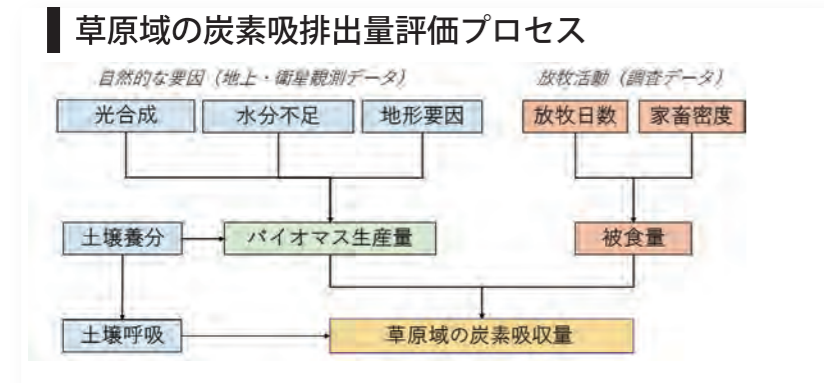 草原域の炭素吸排出量評価プロセス
自然的な要因（地上・衛星観測データ）
放牧活動（調査データ）
光合成
水分不足
地形要因
放牧日数
家畜密度
土壌養分
バイオマス生産量
被食量
土壌呼吸
草原域の炭素吸収量